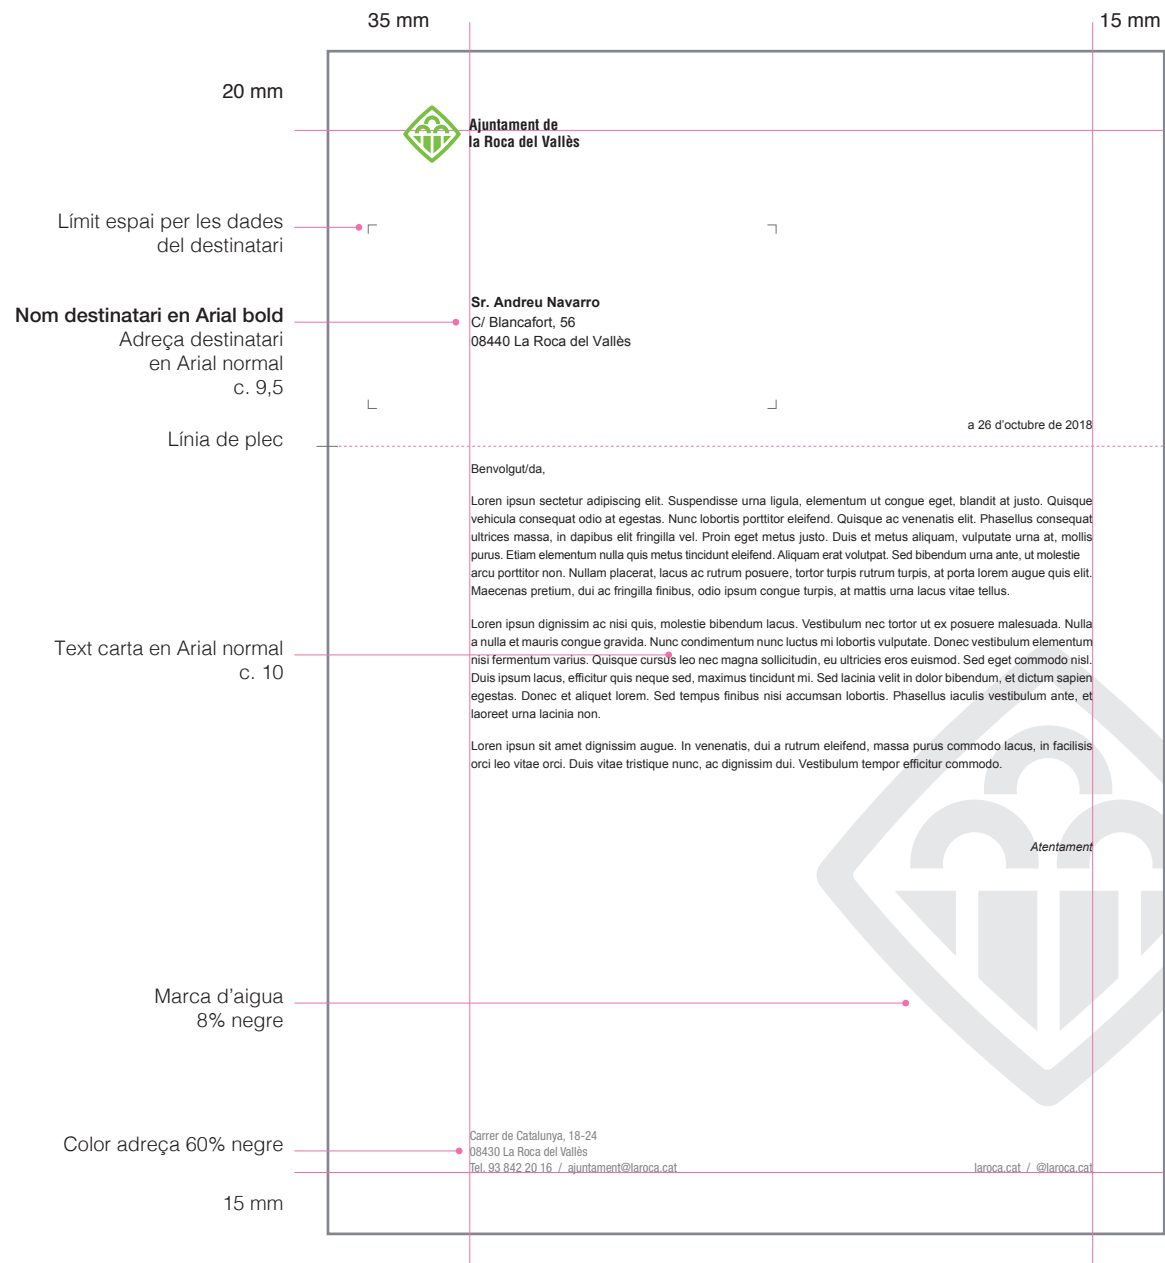 35 mm
15 mm
20 mm
Ajuntament de
la Roca del Vallès
Límit espai per les dades
del destinatari
Nom destinatari en Arial bold
Adreça destinatari
en Arial normal
c. 9,5
Sr. Andreu Navarro
C/ Blancafort, 56
08440 La Roca del Vallès
a 26 d'octubre de 2018
Línia de plec
Benvolgut/da,
Loren ipsun sectetur adipiscing elit. Suspendisse urna ligula, elementum ut congue eget, blandit at justo. Quisque
vehicula consequat odio at egestas. Nunc lobortis porttitor eleifend. Quisque ac venenatis elit. Phasellus consequat
ultrices massa, in dapibus elit fringilla vel. Proin eget metus justo. Duis et metus aliquam, vulputate urna at, mollis
purus. Etiam elementum nulla quis metus tincidunt eleifend. Aliquam erat volutpat. Sed bibendum urna ante, ut molestie
arcu porttitor non. Nullam placerat, lacus ac rutrum posuere, tortor turpis rutrum turpis, at porta lorem augue quis elit.
Maecenas pretium, dui ac fringilla finibus, odio ipsum congue turpis, at mattis urna lacus vitae tellus.
Loren ipsun dignissim ac nisi quis, molestie bibendum lacus. Vestibulum nec tortor ut ex posuere malesuada. Nulla
a nulla et mauris congue gravida. Nunc condimentum nunc luctus mi lobortis vulputate. Donec vestibulum elementum
nisi fermentum varius. Quisque cursus leo nec magna sollicitudin, eu ultricies eros euismod. Sed eget commodo nisl.
Duis ipsum lacus, efficitur quis neque sed, maximus tincidunt mi. Sed lacinia velit in dolor bibendum, et dictum sapien
egestas. Donec et aliquet lorem. Sed tempus finibus nisi accumsan lobortis. Phasellus iaculis vestibulum ante, et
laoreet urna lacinia non.
Text carta en Arial normal
c. 10
Loren ipsun sit amet dignissim augue. In venenatis, dui a rutrum eleifend, massa purus commodo lacus, in facilisis
orci leo vitae orci. Duis vitae tristique nunc, ac dignissim dui. Vestibulum tempor efficitur commodo.
Atentament
Marca d'aigua
8% negre
Color adreça 60% negre
Carrer de Catalunya, 18-24
08430 La Roca del Vallès
Tel. 93 842 20 16 / ajuntament@laroca.cat
laroca.cat / @laroca.cat
15 mm